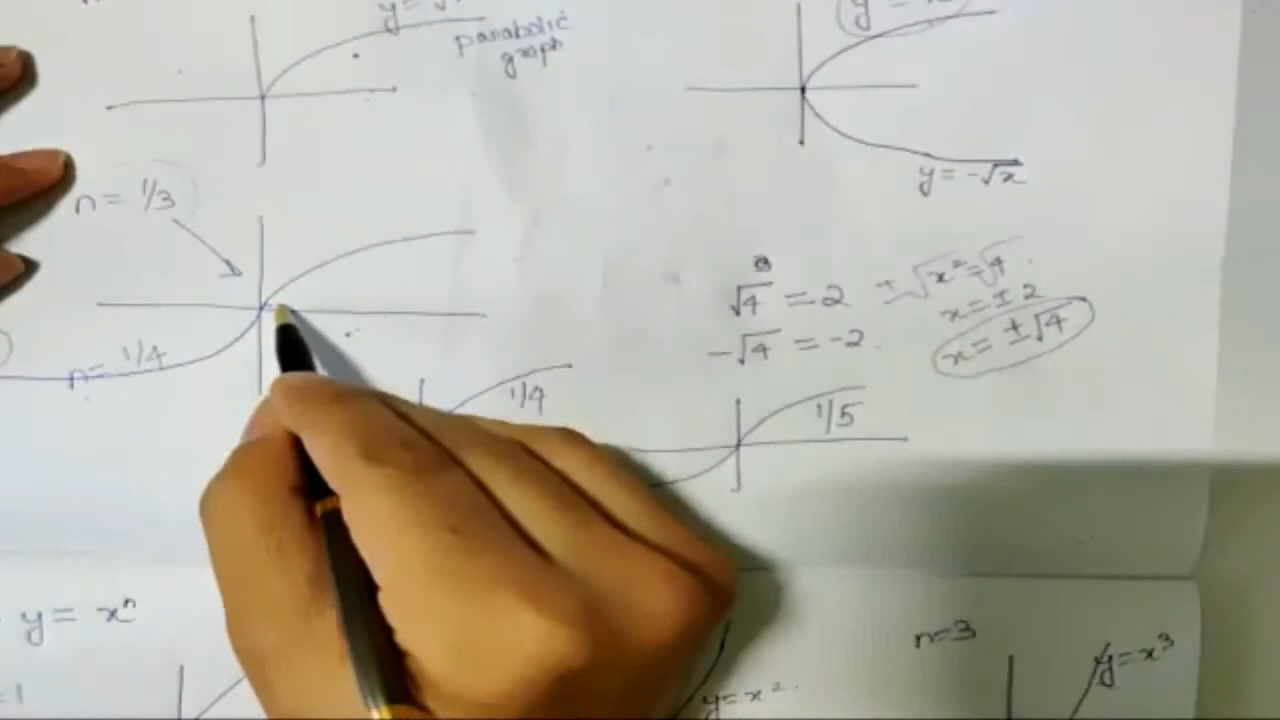 parabolic
graph
y = -√x
n = 1/3
√4 = 2
± √x² = √4
x = ± 2
-√4 = -2
x = ± √4
n = 1/4
1/4
1/5
y = xⁿ
n=3
y = x³
y = x²